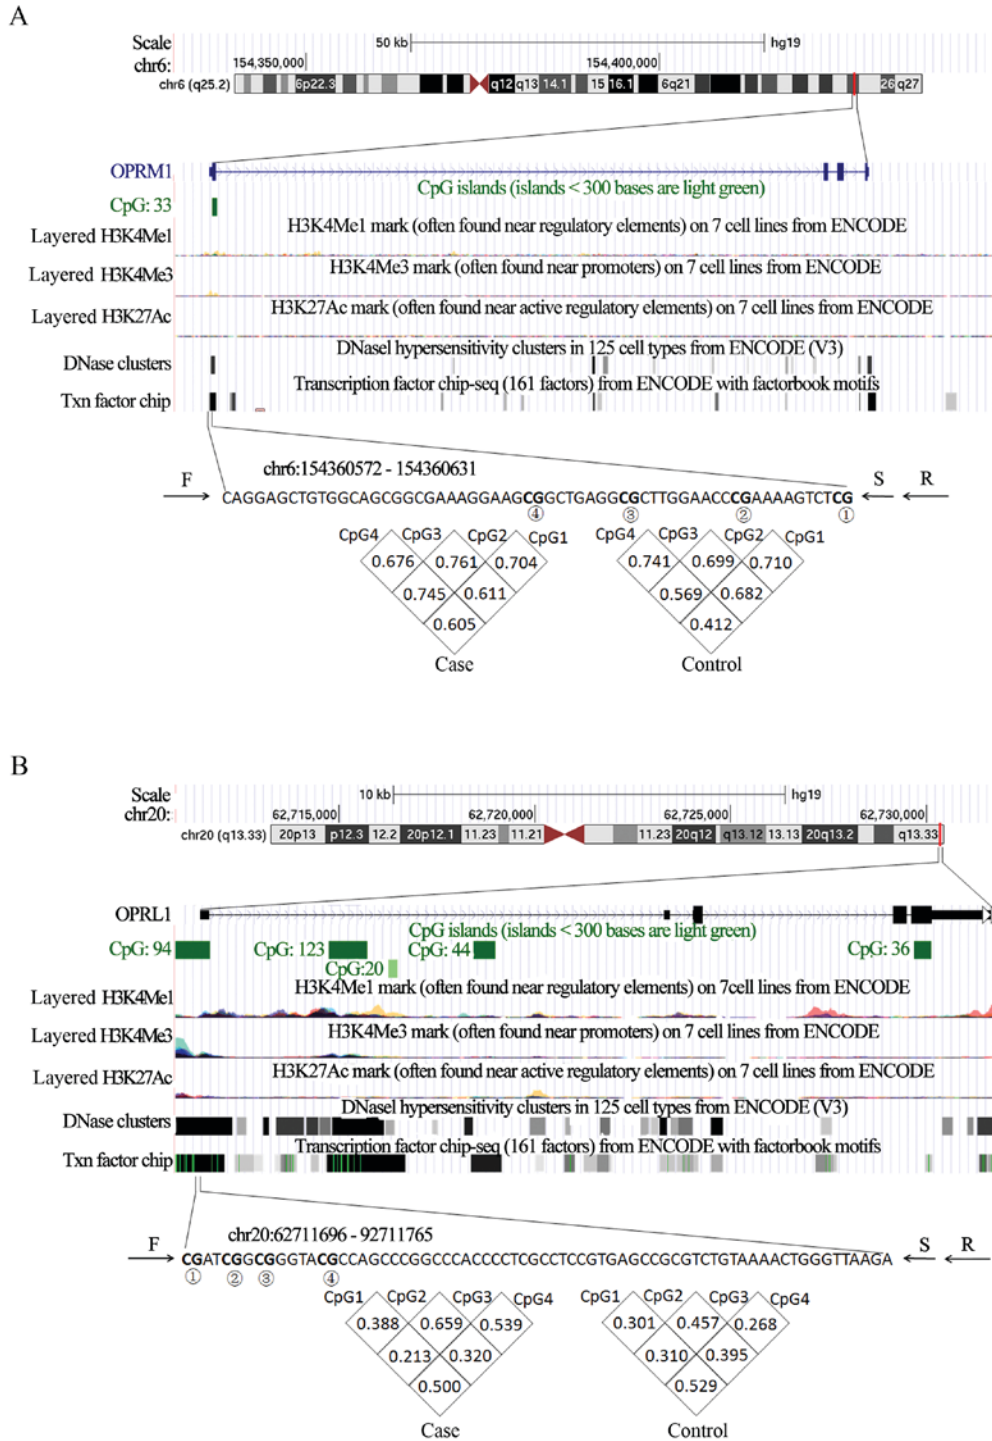 A
Scale
50 kb
hg19
chr6:
154,350,000
154,400,000
chr6 (q25.2)
6p22.3
q12
q13
14.1
15
16.1
6q21
26
q27
OPRM1
CpG islands (islands < 300 bases are light green)
CpG: 33
H3K4Me1 mark (often found near regulatory elements) on 7 cell lines from ENCODE
Layered H3K4Me1
H3K4Me3 mark (often found near promoters) on 7 cell lines from ENCODE
Layered H3K4Me3
H3K27Ac mark (often found near active regulatory elements) on 7 cell lines from ENCODE
Layered H3K27Ac
DNaseI hypersensitivity clusters in 125 cell types from ENCODE (V3)
DNase clusters
Transcription factor chip-seq (161 factors) from ENCODE with factorbook motifs
Txn factor chip
chr6:154360572 - 154360631
F
S
R
CAGGAGCTGTGGCAGCGGCGAAAGGAAGCGGCTGAGGCGCTTGGAACCCGAAAAGTCTCG
④ ③ ② ①
CpG4 CpG3 CpG2 CpG1
CpG4 CpG3 CpG2 CpG1
0.676 0.761 0.704
0.741 0.699 0.710
0.745 0.611
0.569 0.682
0.605
0.412
Case
Control
B
Scale
10 kb
hg19
chr20:
62,715,000
62,720,000
62,725,000
62,730,000
chr20 (q13.33)
20p13
p12.3
12.2
20p12.1
11.23
11.21
11.23
20q12
q13.12
13.13
20q13.2
q13.33
OPRL1
CpG islands (islands < 300 bases are light green)
CpG: 94
CpG: 123
CpG: 44
CpG: 36
CpG:20
H3K4Me1 mark (often found near regulatory elements) on 7cell lines from ENCODE
Layered H3K4Me1
H3K4Me3 mark (often found near promoters) on 7 cell lines from ENCODE
Layered H3K4Me3
H3K27Ac mark (often found near active regulatory elements) on 7 cell lines from ENCODE
Layered H3K27Ac
DNaseI hypersensitivity clusters in 125 cell types from ENCODE (V3)
DNase clusters
Transcription factor chip-seq (161 factors) from ENCODE with factorbook motifs
Txn factor chip
chr20:62711696 - 92711765
F
S
R
CGATCGGCGGGTACGCCAGCCCGGCCCACCCCTCGCCTCCGTGAGCCGCGTCTGTAAAACTGGGTTAAGA
① ② ③ ④
CpG1 CpG2 CpG3 CpG4
CpG1 CpG2 CpG3 CpG4
0.388 0.659 0.539
0.301 0.457 0.268
0.213 0.320
0.310 0.395
0.500
0.529
Case
Control